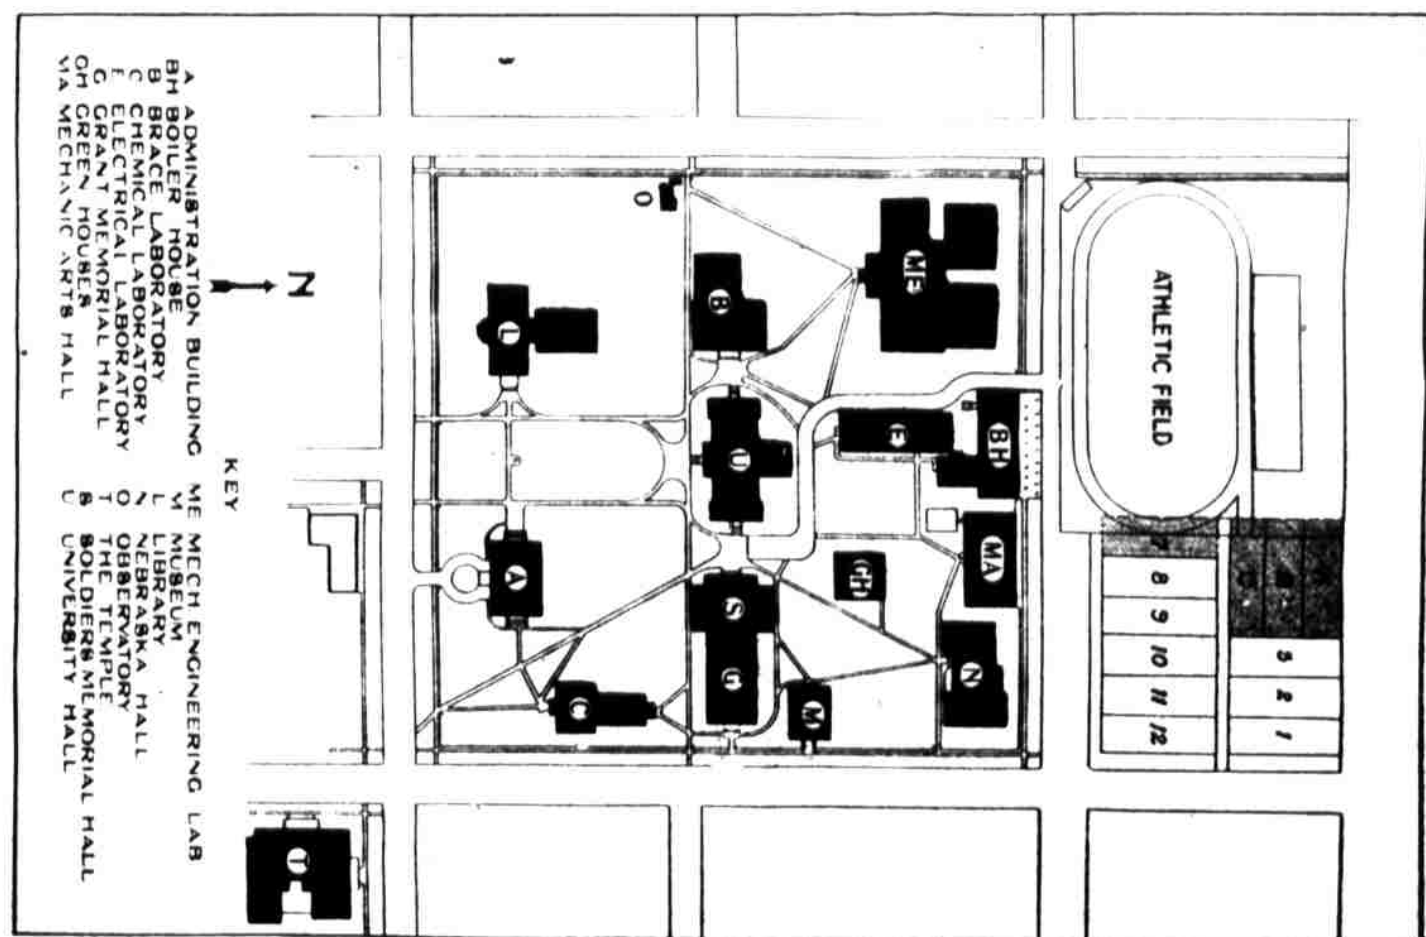 KEY
A ADMINISTRATION BUILDING
BH BOILER HOUSE
B BRACE LABORATORY
C CHEMICAL LABORATORY
E ELECTRICAL LABORATORY
G GRANT MEMORIAL HALL
GH GREEN HOUSES
MA MECHANIC ARTS HALL
ME MECH ENGINEERING LAB
M MUSEUM
L LIBRARY
N NEBRASKA HALL
O OBSERVATORY
T THE TEMPLE
S SOLDIERS MEMORIAL HALL
U UNIVERSITY HALL
N
O
L
B
ME
U
E
BH
A
S
G
C
M
GH
MA
N
T
ATHLETIC FIELD
7
8
9
10
11
12
3
2
1